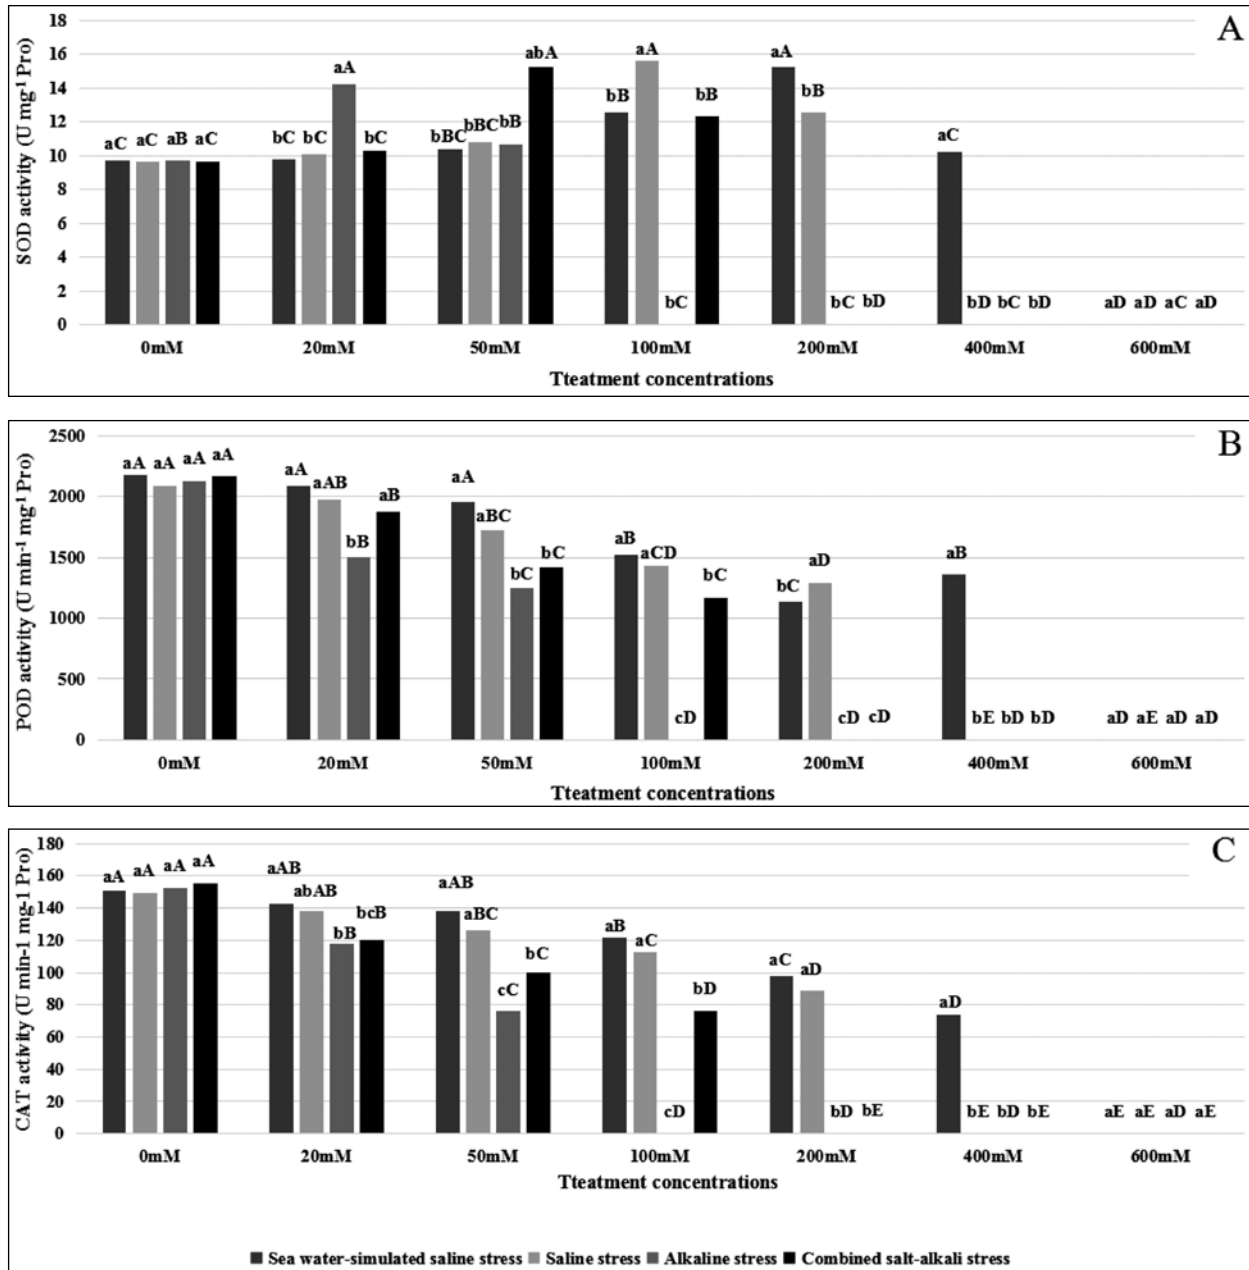 A
SOD activity (U mg-1 Pro)
18
16
14
12
10
8
6
4
2
0
aC aC aB aC
bC bC aA bC
bBC bBC bB abA
bB aA bC bB
aA bB bC bD
aC bD bC bD
aD aD aC aD
0mM 20mM 50mM 100mM 200mM 400mM 600mM
Tteatment concentrations
B
POD activity (U min-1 mg-1 Pro)
2500
2000
1500
1000
500
0
aA aA aA aA
aA aAB bB aB
aA aBC bC bC
aB aCD cD bC
bC aD cD cD
aB bE bD bD
aD aE aD aD
0mM 20mM 50mM 100mM 200mM 400mM 600mM
Tteatment concentrations
C
CAT activity (U min-1 mg-1 Pro)
180
160
140
120
100
80
60
40
20
0
aA aA aA aA
aAB abAB bB bcB
aAB aBC cC bC
aB aC cD bD
aC aD bD bE
aD bE bD bE
aE aE aD aE
0mM 20mM 50mM 100mM 200mM 400mM 600mM
Tteatment concentrations
Sea water-simulated saline stress Saline stress Alkaline stress Combined salt-alkali stress